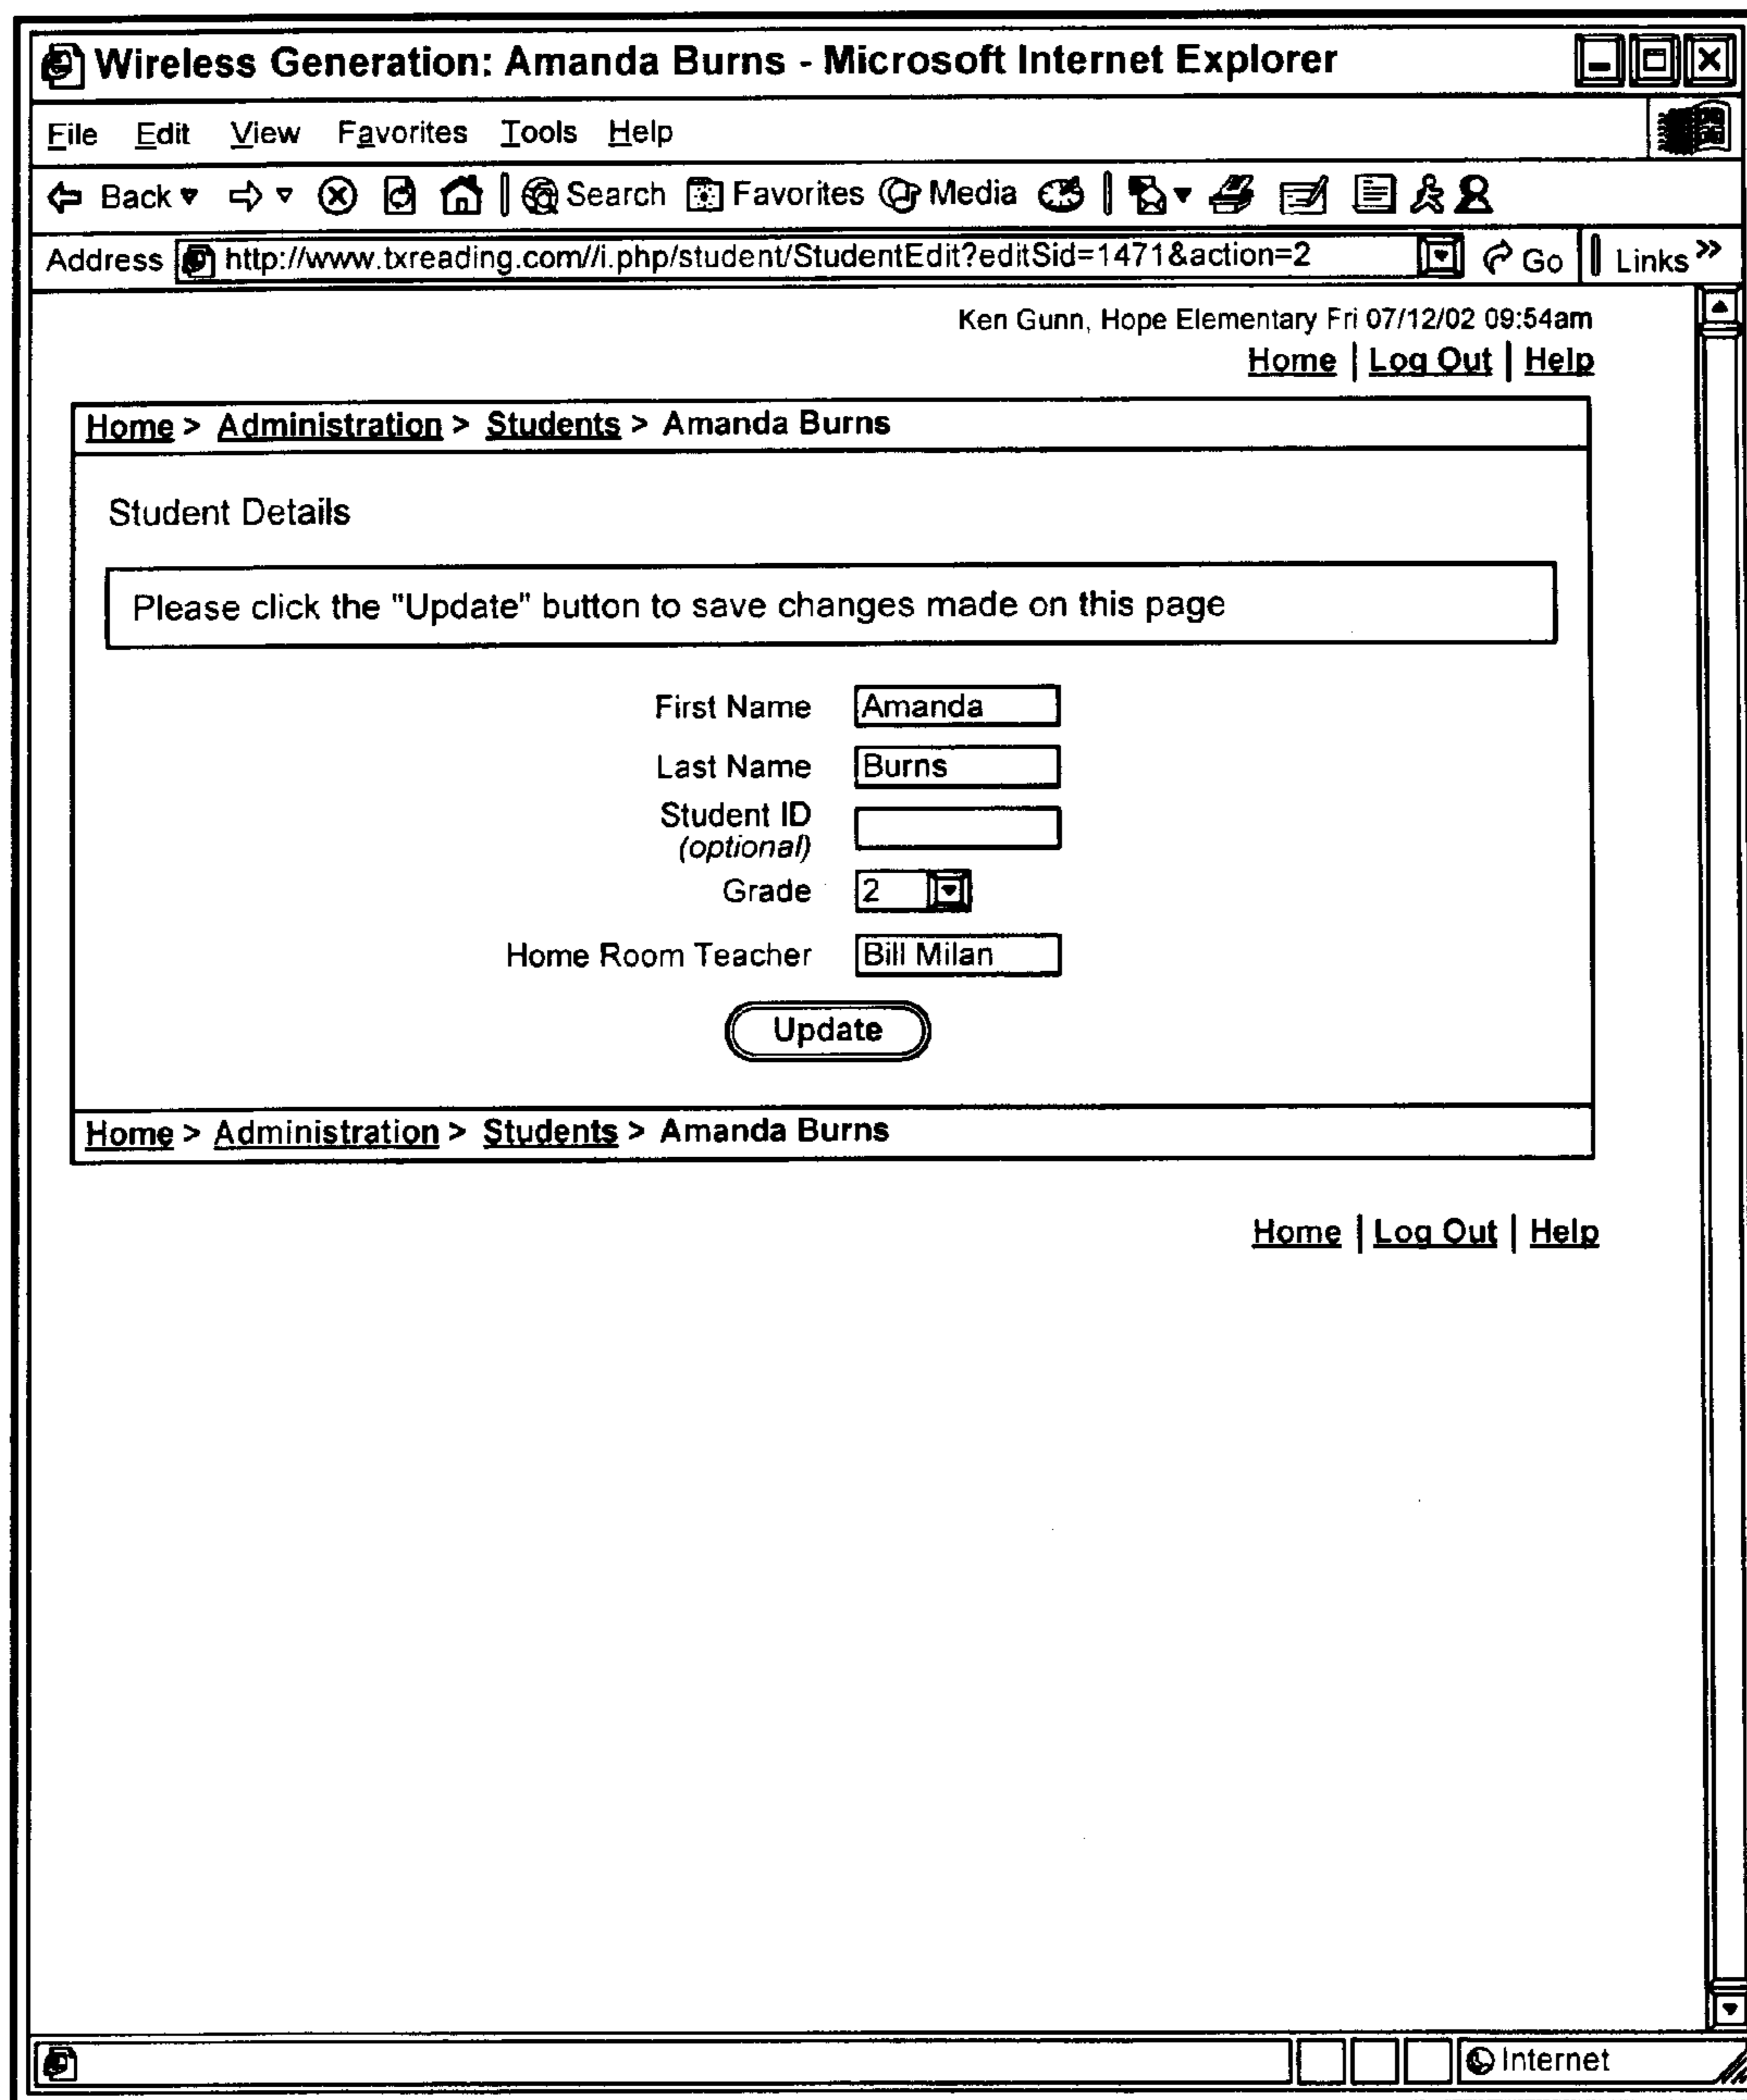 Wireless Generation: Amanda Burns - Microsoft Internet Explorer
File Edit View Favorites Tools Help
Back Search Favorites Media
Address http://www.txreading.com//i.php/student/StudentEdit?editSid=1471&action=2 Go Links »
Ken Gunn, Hope Elementary Fri 07/12/02 09:54am
Home | Log Out | Help
Home > Administration > Students > Amanda Burns
Student Details
Please click the "Update" button to save changes made on this page
First Name Amanda
Last Name Burns
Student ID
(optional)
Grade 2
Home Room Teacher Bill Milan
Update
Home > Administration > Students > Amanda Burns
Home | Log Out | Help
Internet